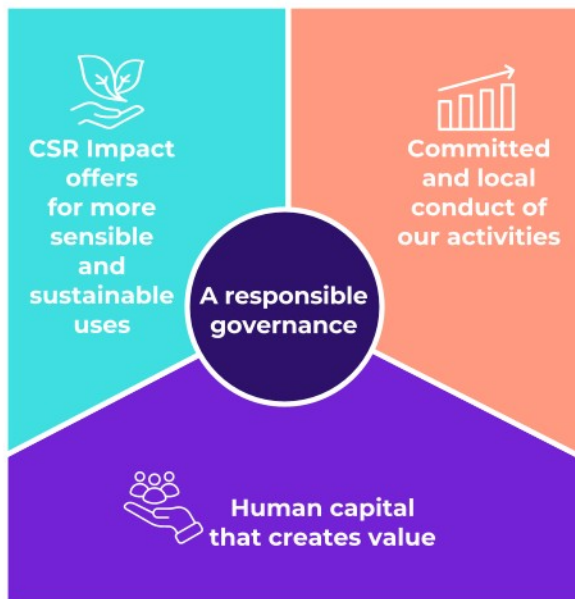 CSR Impact
offers
for more
sensible
and
sustainable
uses
Committed
and local
conduct of
our activities
A responsible
governance
Human capital
that creates value